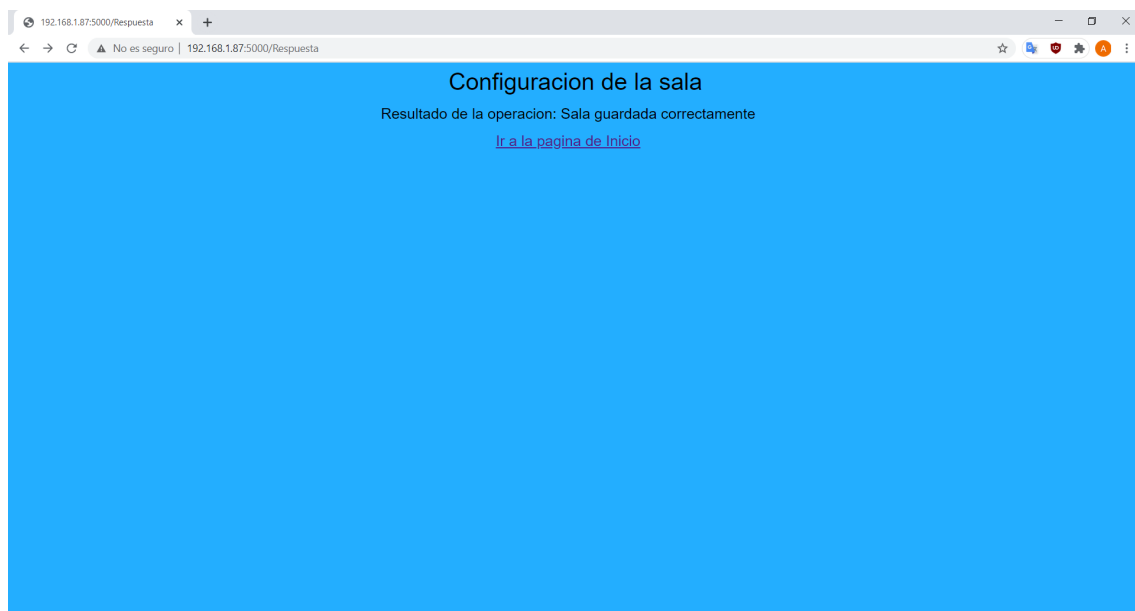 192.168.1.87:5000/Respuesta
No es seguro | 192.168.1.87:5000/Respuesta
A
Configuracion de la sala
Resultado de la operacion: Sala guardada correctamente
Ir a la pagina de Inicio